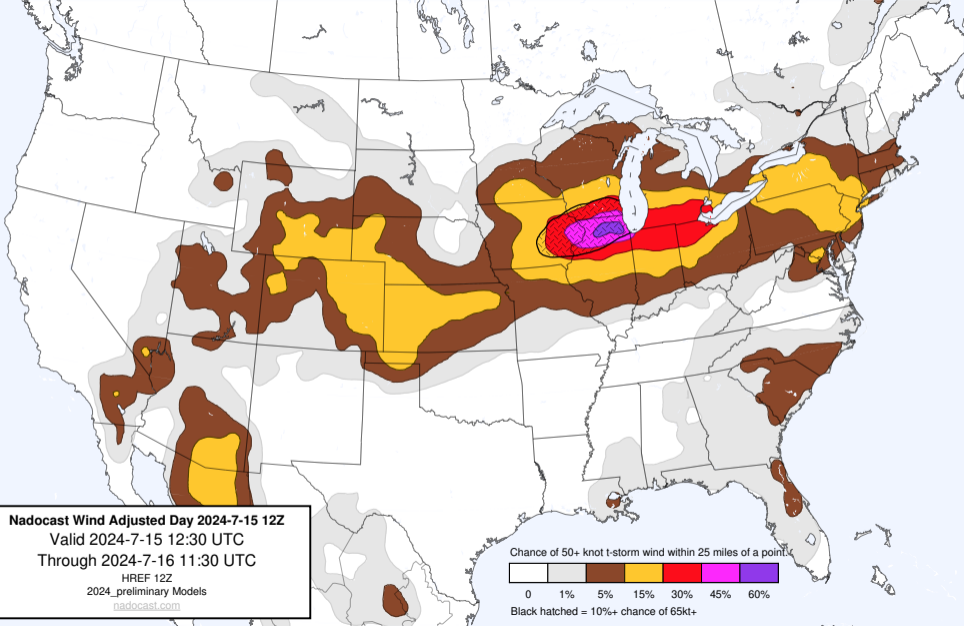 Nadocast Wind Adjusted Day 2024-7-15 12Z
Valid 2024-7-15 12:30 UTC
Through 2024-7-16 11:30 UTC
HREF 12Z
2024_preliminary Models
nadocast.com
Chance of 50+ knot t-storm wind within 25 miles of a point.
0 1% 5% 15% 30% 45% 60%
Black hatched = 10%+ chance of 65kt+